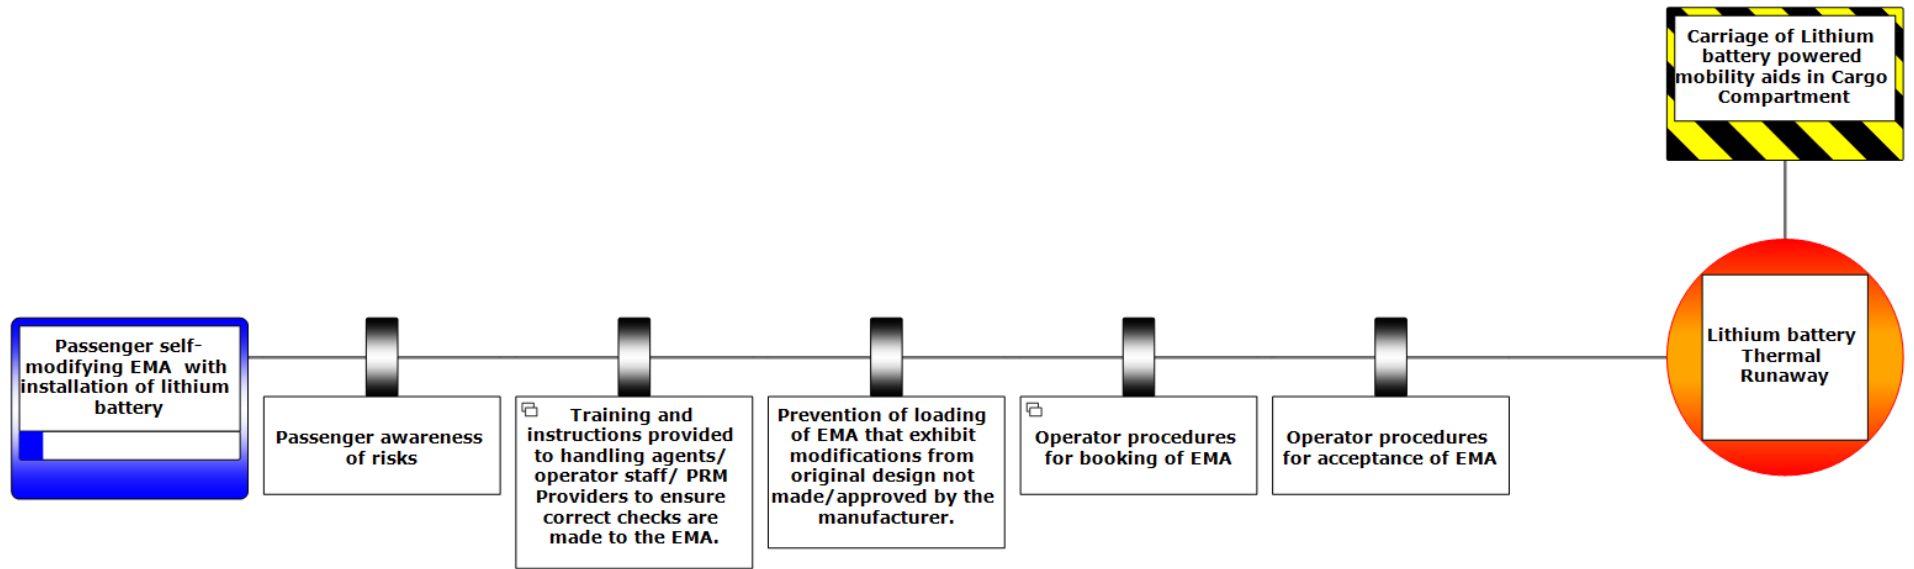 Carriage of Lithium
battery powered
mobility aids in Cargo
Compartment
Passenger self-
modifying EMA with
installation of lithium
battery
Passenger awareness
of risks
Training and
instructions provided
to handling agents/
operator staff/ PRM
Providers to ensure
correct checks are
made to the EMA.
Prevention of loading
of EMA that exhibit
modifications from
original design not
made/approved by the
manufacturer.
Operator procedures
for booking of EMA
Operator procedures
for acceptance of EMA
Lithium battery
Thermal
Runaway